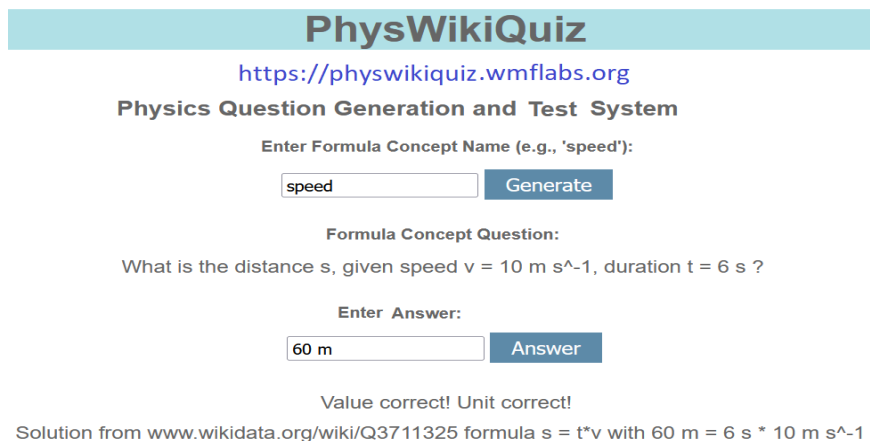 PhysWikiQuiz
https://physwikiquiz.wmflabs.org
Physics Question Generation and Test System
Enter Formula Concept Name (e.g., 'speed'):
speed Generate
Formula Concept Question:
What is the distance s, given speed v = 10 m s^-1, duration t = 6 s ?
Enter Answer:
60 m Answer
Value correct! Unit correct!
Solution from www.wikidata.org/wiki/Q3711325 formula s = t*v with 60 m = 6 s * 10 m s^-1